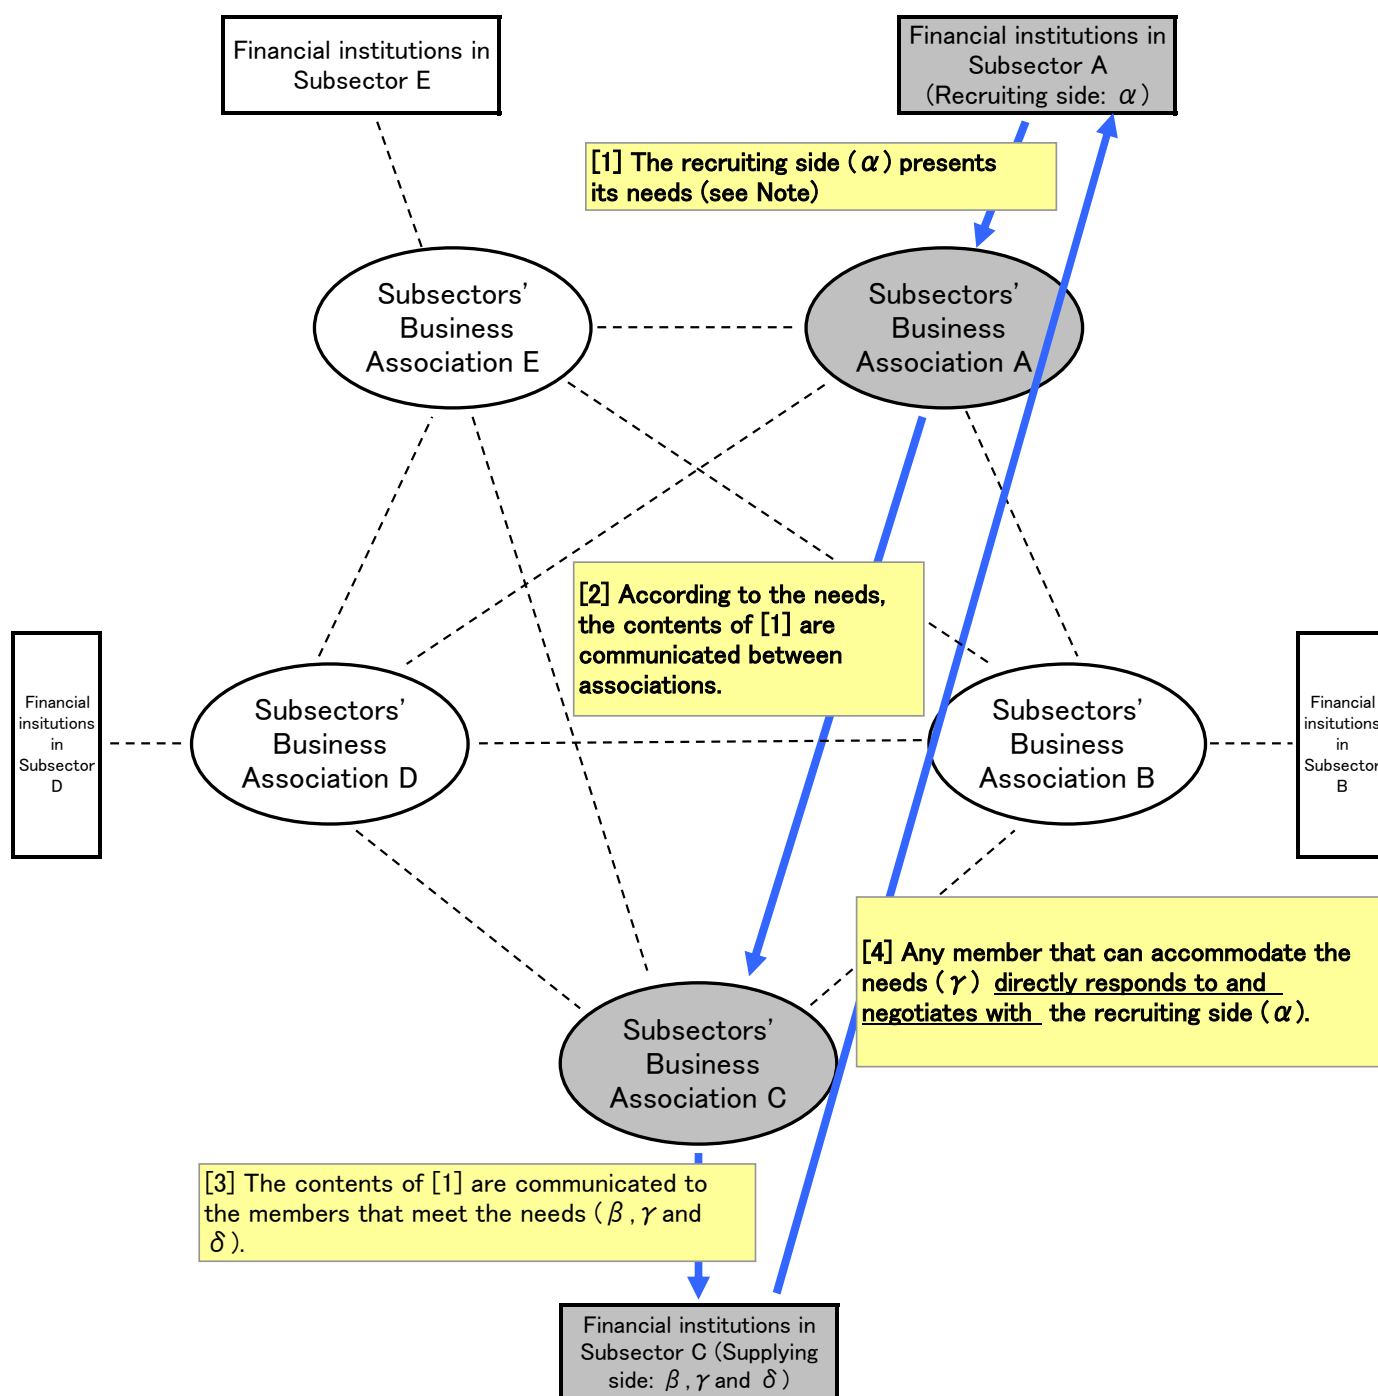 Financial institutions in
Subsector E
Financial institutions in
Subsector A
(Recruiting side: α)
[1] The recruiting side (α) presents
its needs (see Note)
Subsectors'
Business
Association E
Subsectors'
Business
Association A
[2] According to the needs,
the contents of [1] are
communicated between
associations.
Financial
insitutions
in
Subsector
D
Subsectors'
Business
Association D
Subsectors'
Business
Association B
Financial
insitutions
in
Subsector
B
[4] Any member that can accommodate the
needs (γ) directly responds to and
negotiates with the recruiting side (α).
Subsectors'
Business
Association C
[3] The contents of [1] are communicated to
the members that meet the needs (β, γ and
δ).
Financial institutions in
Subsector C (Supplying
side: β, γ and δ)